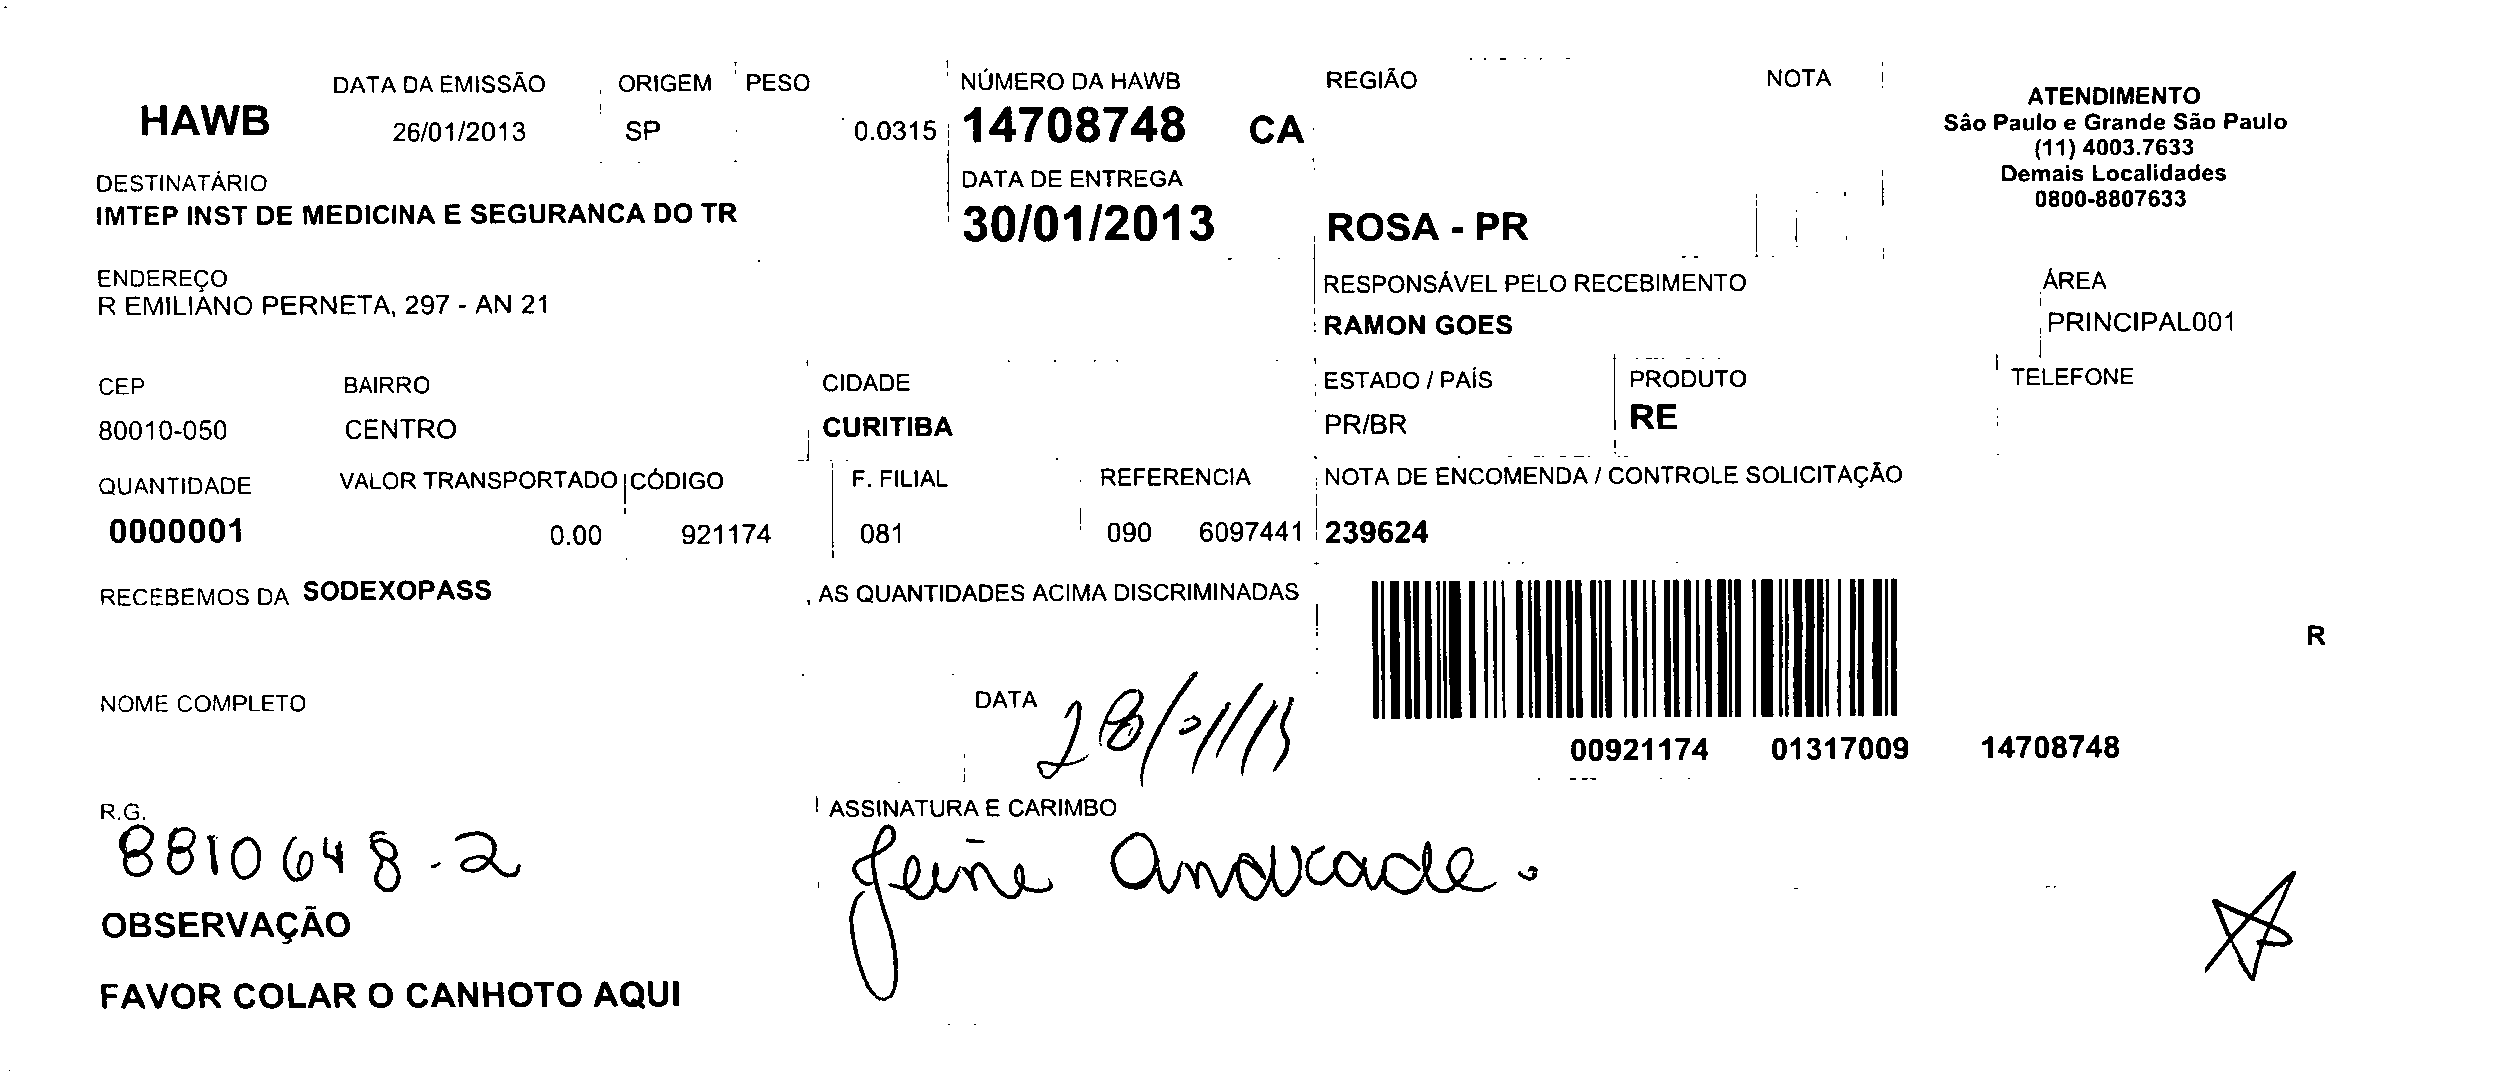 HAWB DATA DA EMISSÃO ORIGEM PESO NÚMERO DA HAWB REGIÃO NOTA
26/01/2013 SP 0.0315 14708748 CA
ATENDIMENTO
São Paulo e Grande São Paulo
(11) 4003.7633
Demais Localidades
0800-8807633
DESTINATÁRIO DATA DE ENTREGA
IMTEP INST DE MEDICINA E SEGURANCA DO TR 30/01/2013 ROSA - PR
ENDEREÇO RESPONSÁVEL PELO RECEBIMENTO ÁREA
R EMILIANO PERNETA, 297 - AN 21 RAMON GOES PRINCIPAL001
CEP BAIRRO CIDADE ESTADO / PAÍS PRODUTO TELEFONE
80010-050 CENTRO CURITIBA PR/BR RE
QUANTIDADE VALOR TRANSPORTADO CÓDIGO F. FILIAL REFERENCIA NOTA DE ENCOMENDA / CONTROLE SOLICITAÇÃO
0000001 0.00 921174 081 090 6097441 239624
RECEBEMOS DA SODEXOPASS , AS QUANTIDADES ACIMA DISCRIMINADAS
R
NOME COMPLETO DATA 28/01/13
00921174 01317009 14708748
R.G. ASSINATURA E CARIMBO
8810648-2 Andrade.
OBSERVAÇÃO
FAVOR COLAR O CANHOTO AQUI